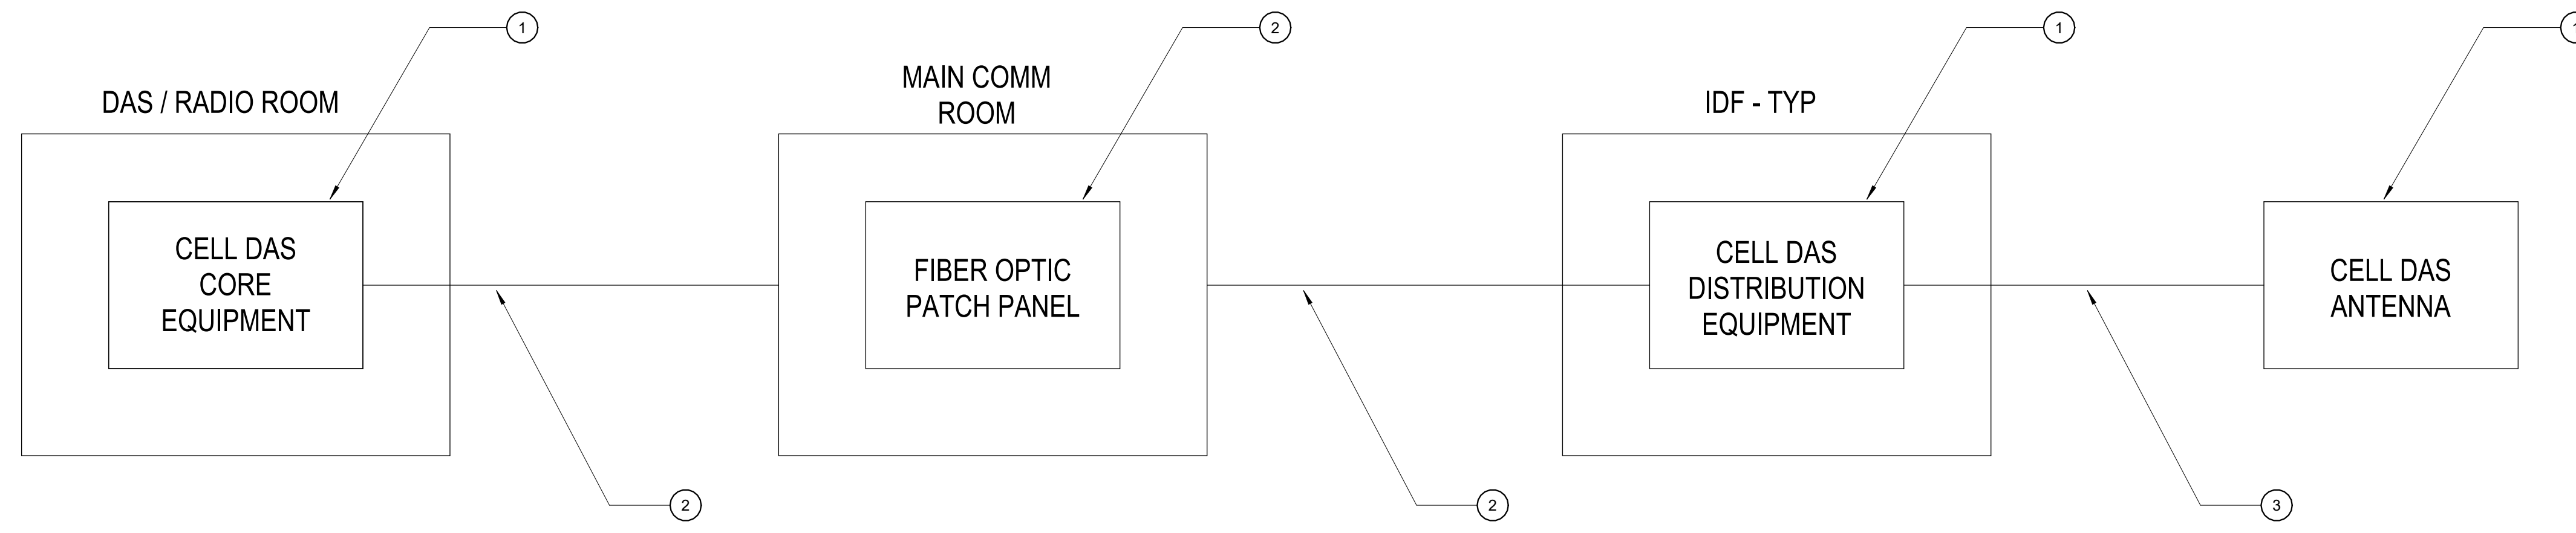 1
2
1
DAS / RADIO ROOM
MAIN COMM
ROOM
IDF - TYP
CELL DAS
CORE
EQUIPMENT
FIBER OPTIC
PATCH PANEL
CELL DAS
DISTRIBUTION
EQUIPMENT
CELL DAS
ANTENNA
2
2
3